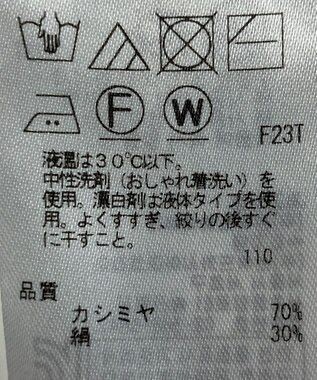 F
W
F23T
液温は30℃以下。
中性洗剤（おしゃれ着洗い）を
使用。漂白剤は液体タイプを使
用。よくすすぎ、絞りの後すぐ
に干すこと。
110
品質
カシミヤ 70%
絹 30%